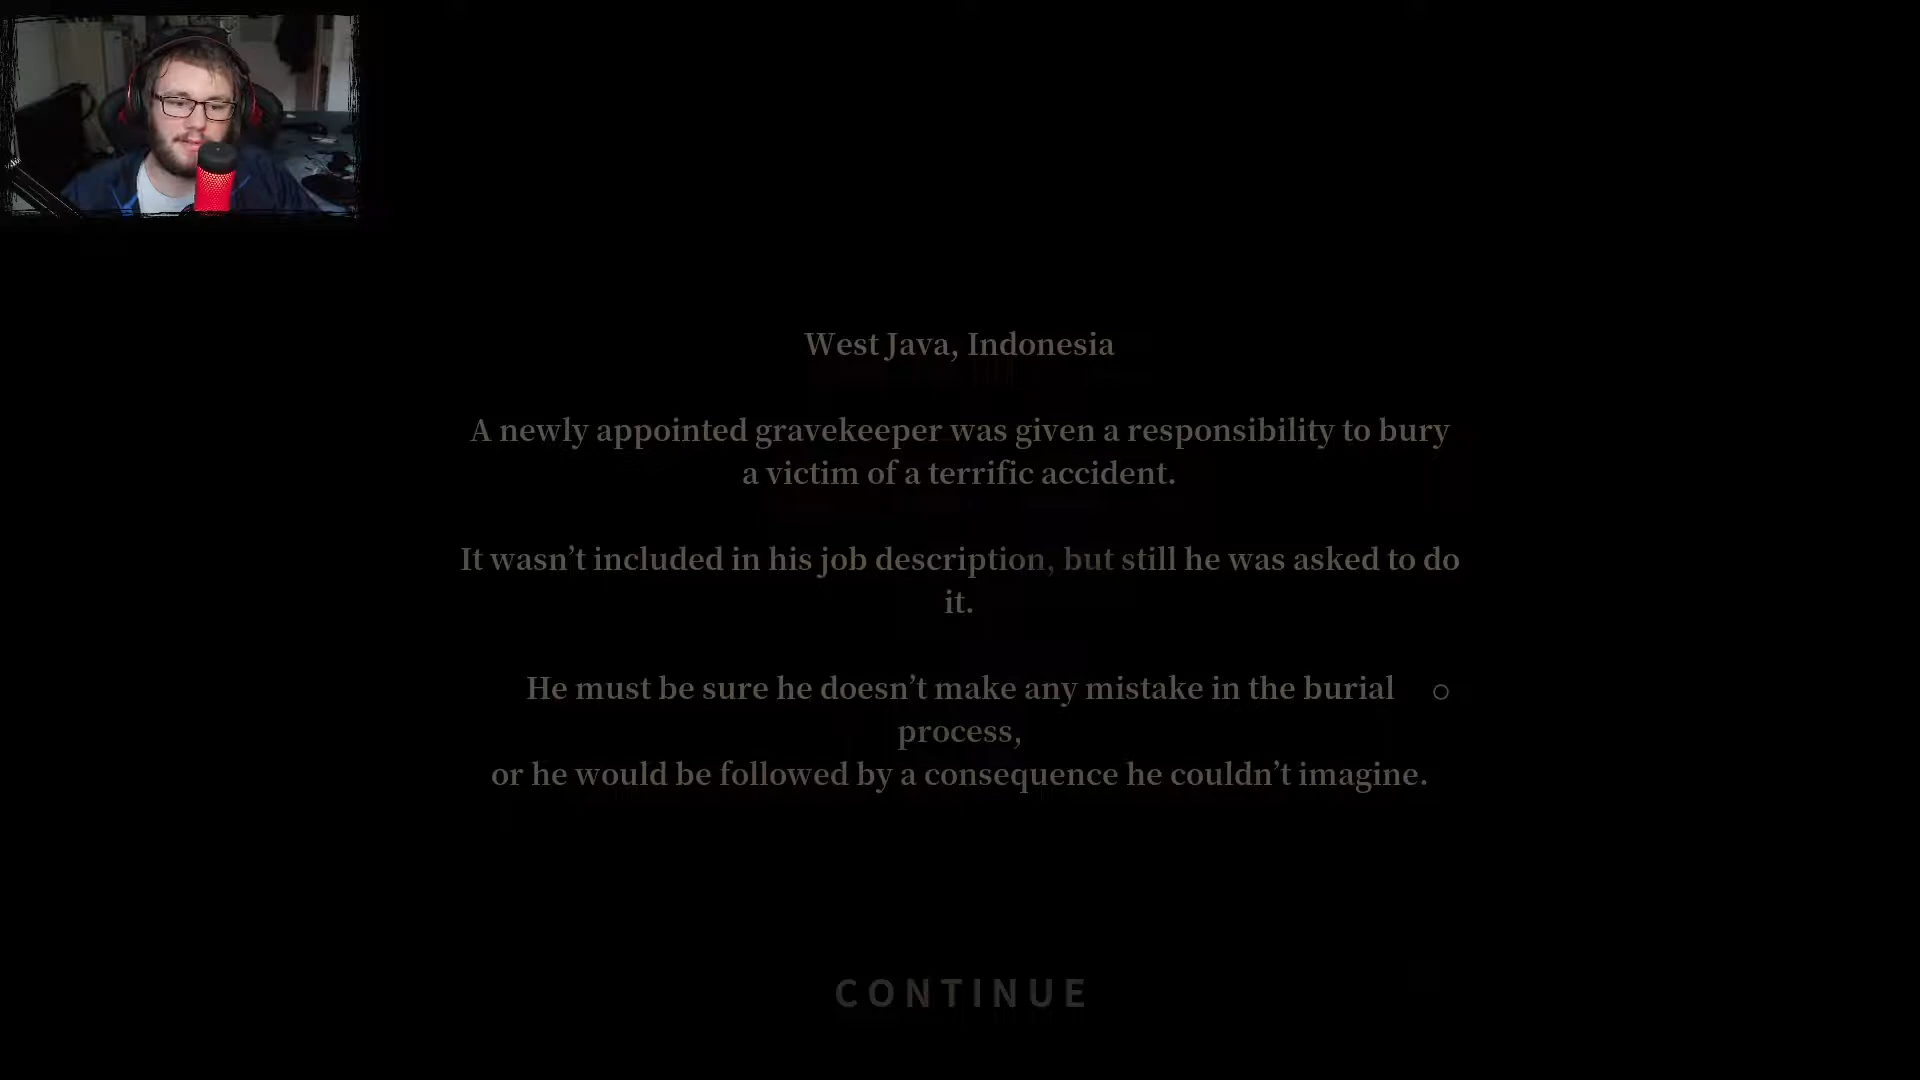 West Java, Indonesia
A newly appointed gravekeeper was given a responsibility to bury
a victim of a terrific accident.
It wasn’t included in his job description, but still he was asked to do
it.
He must be sure he doesn’t make any mistake in the burial
process,
or he would be followed by a consequence he couldn’t imagine.
CONTINUE